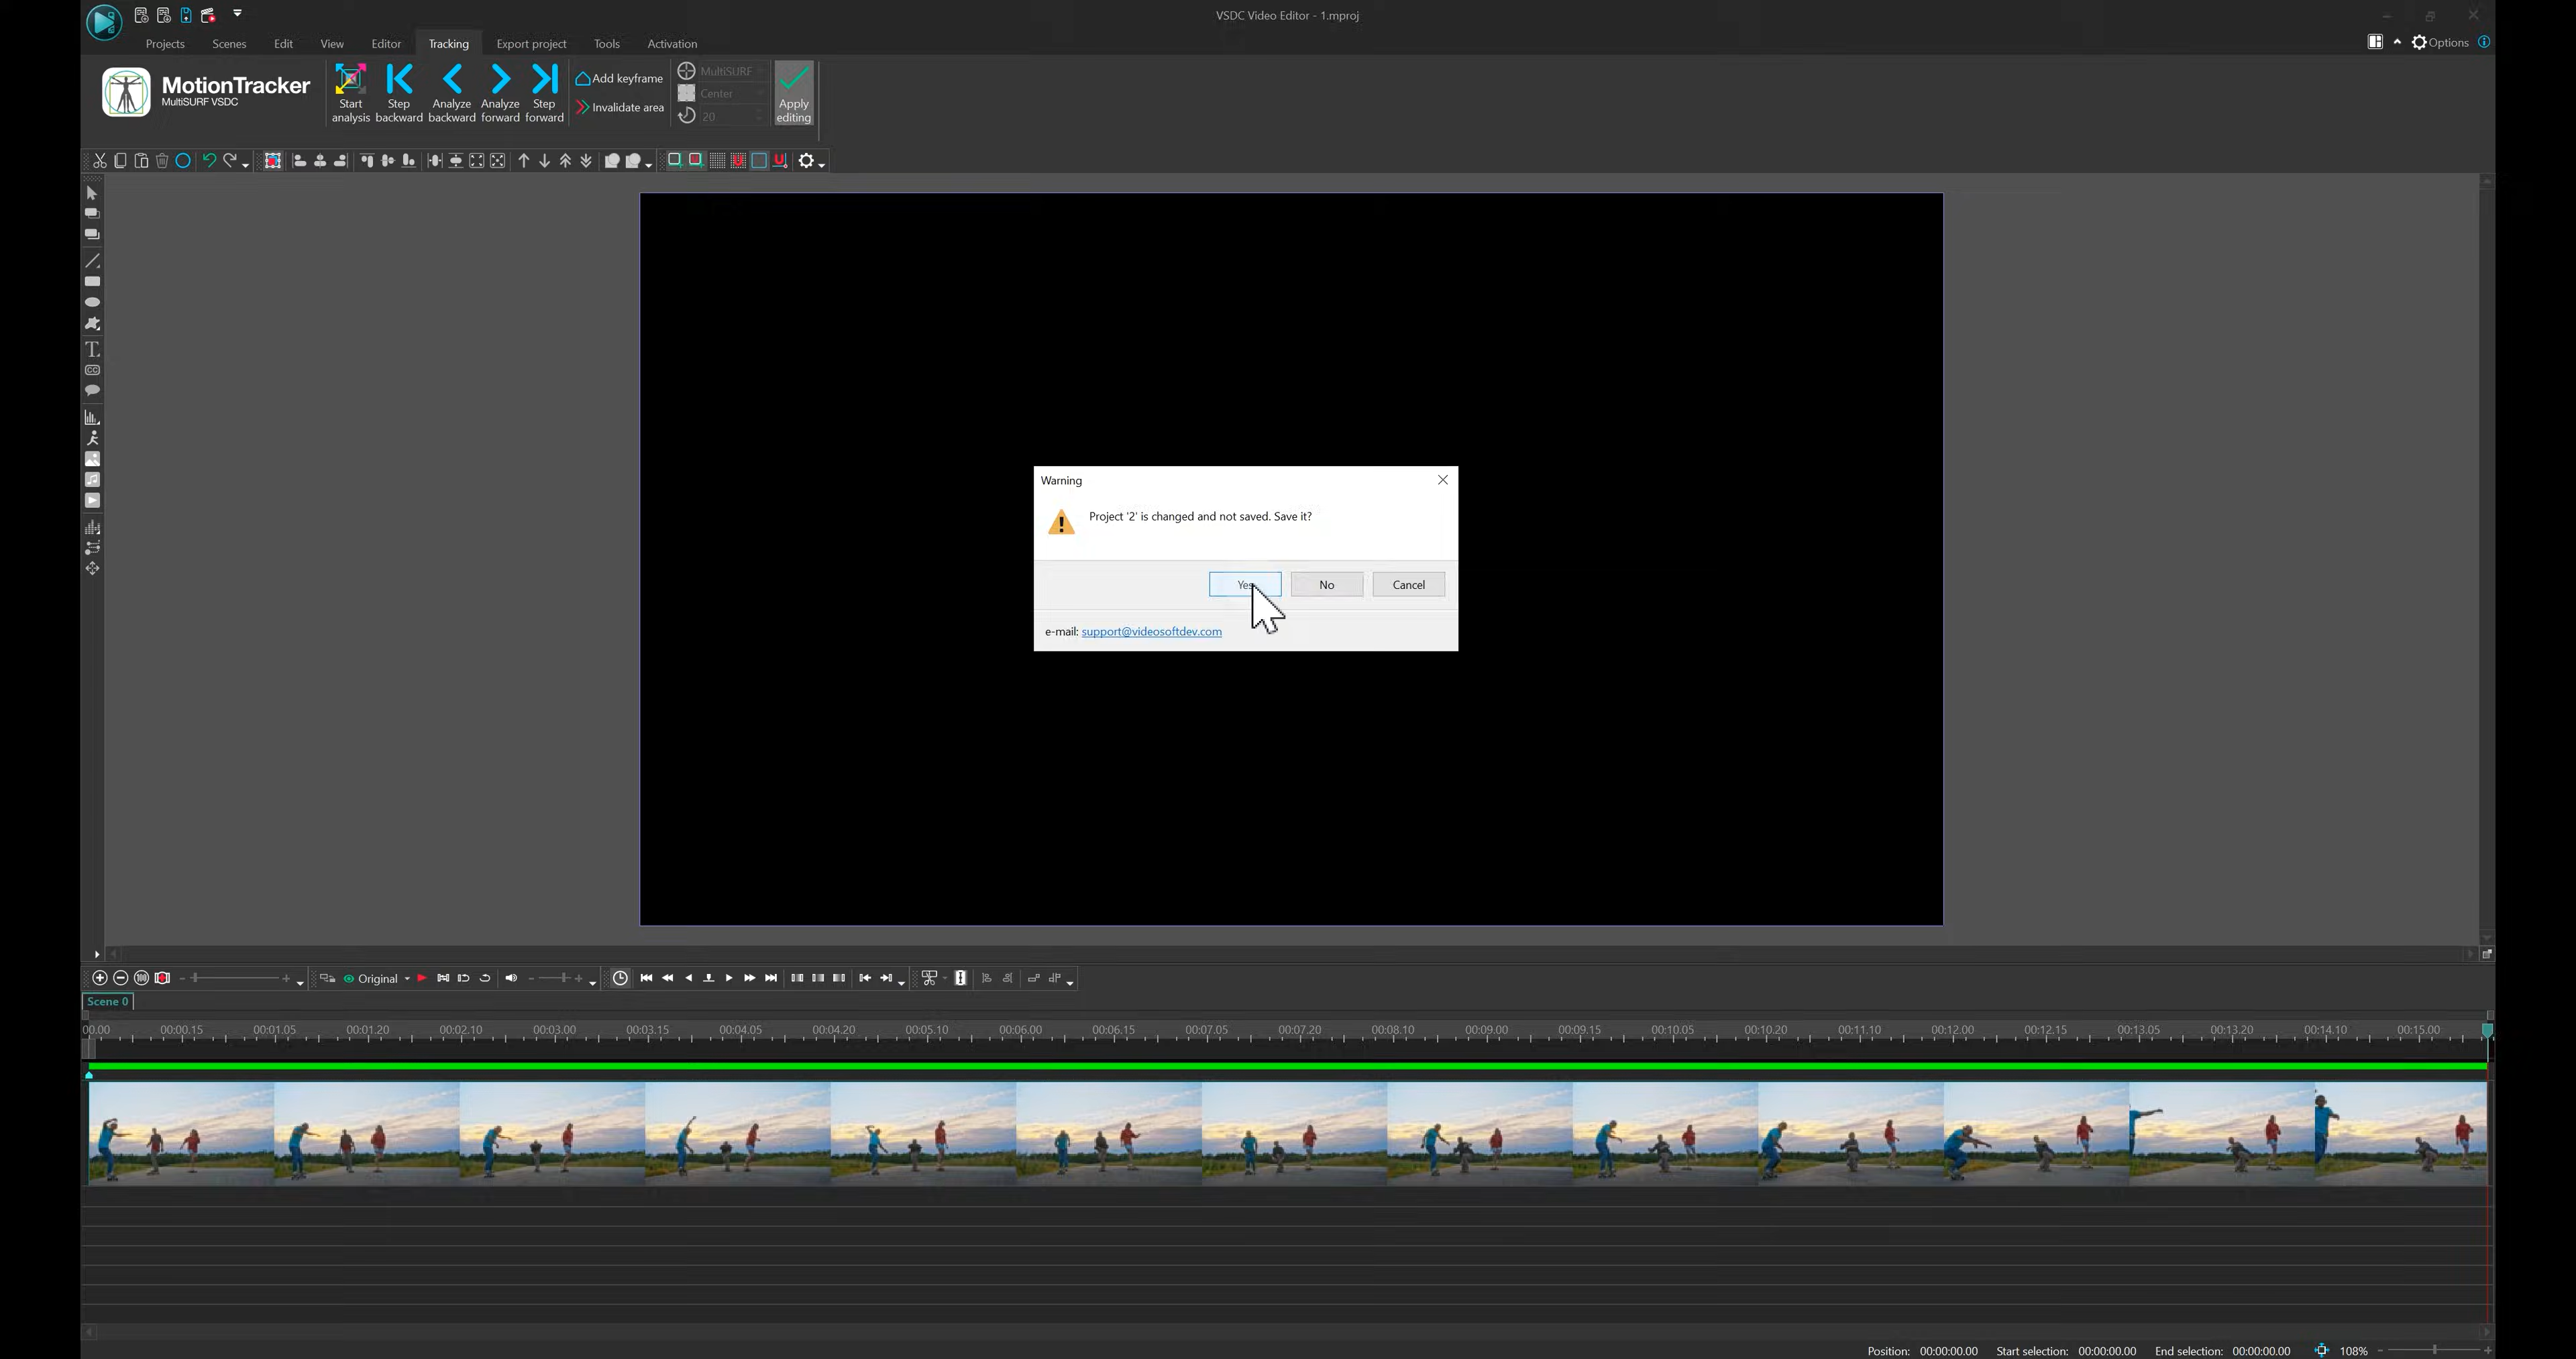 VSDC Video Editor - 1.mproj
Projects Scenes Edit View Editor Tracking Export project Tools Activation
Options
MotionTracker
MultiSURF VSDC
Start analysis
Step backward
Analyze backward
Analyze forward
Step forward
Add keyframe
Invalidate area
MultiSURF
Center
20
Apply editing
Warning
Project '2' is changed and not saved. Save it?
Yes No Cancel
e-mail: support@videosoftdev.com
Original
Scene 0
00.00 00:00.15 00:01.05 00:01.20 00:02.10 00:03.00 00:03.15 00:04.05 00:04.20 00:05.10 00:06.00 00:06.15 00:07.05 00:07.20 00:08.10 00:09.00 00:09.15 00:10.05 00:10.20 00:11.10 00:12.00 00:12.15 00:13.05 00:13.20 00:14.10 00:15.00
Position: 00:00:00.00 Start selection: 00:00:00.00 End selection: 00:00:00.00 108%